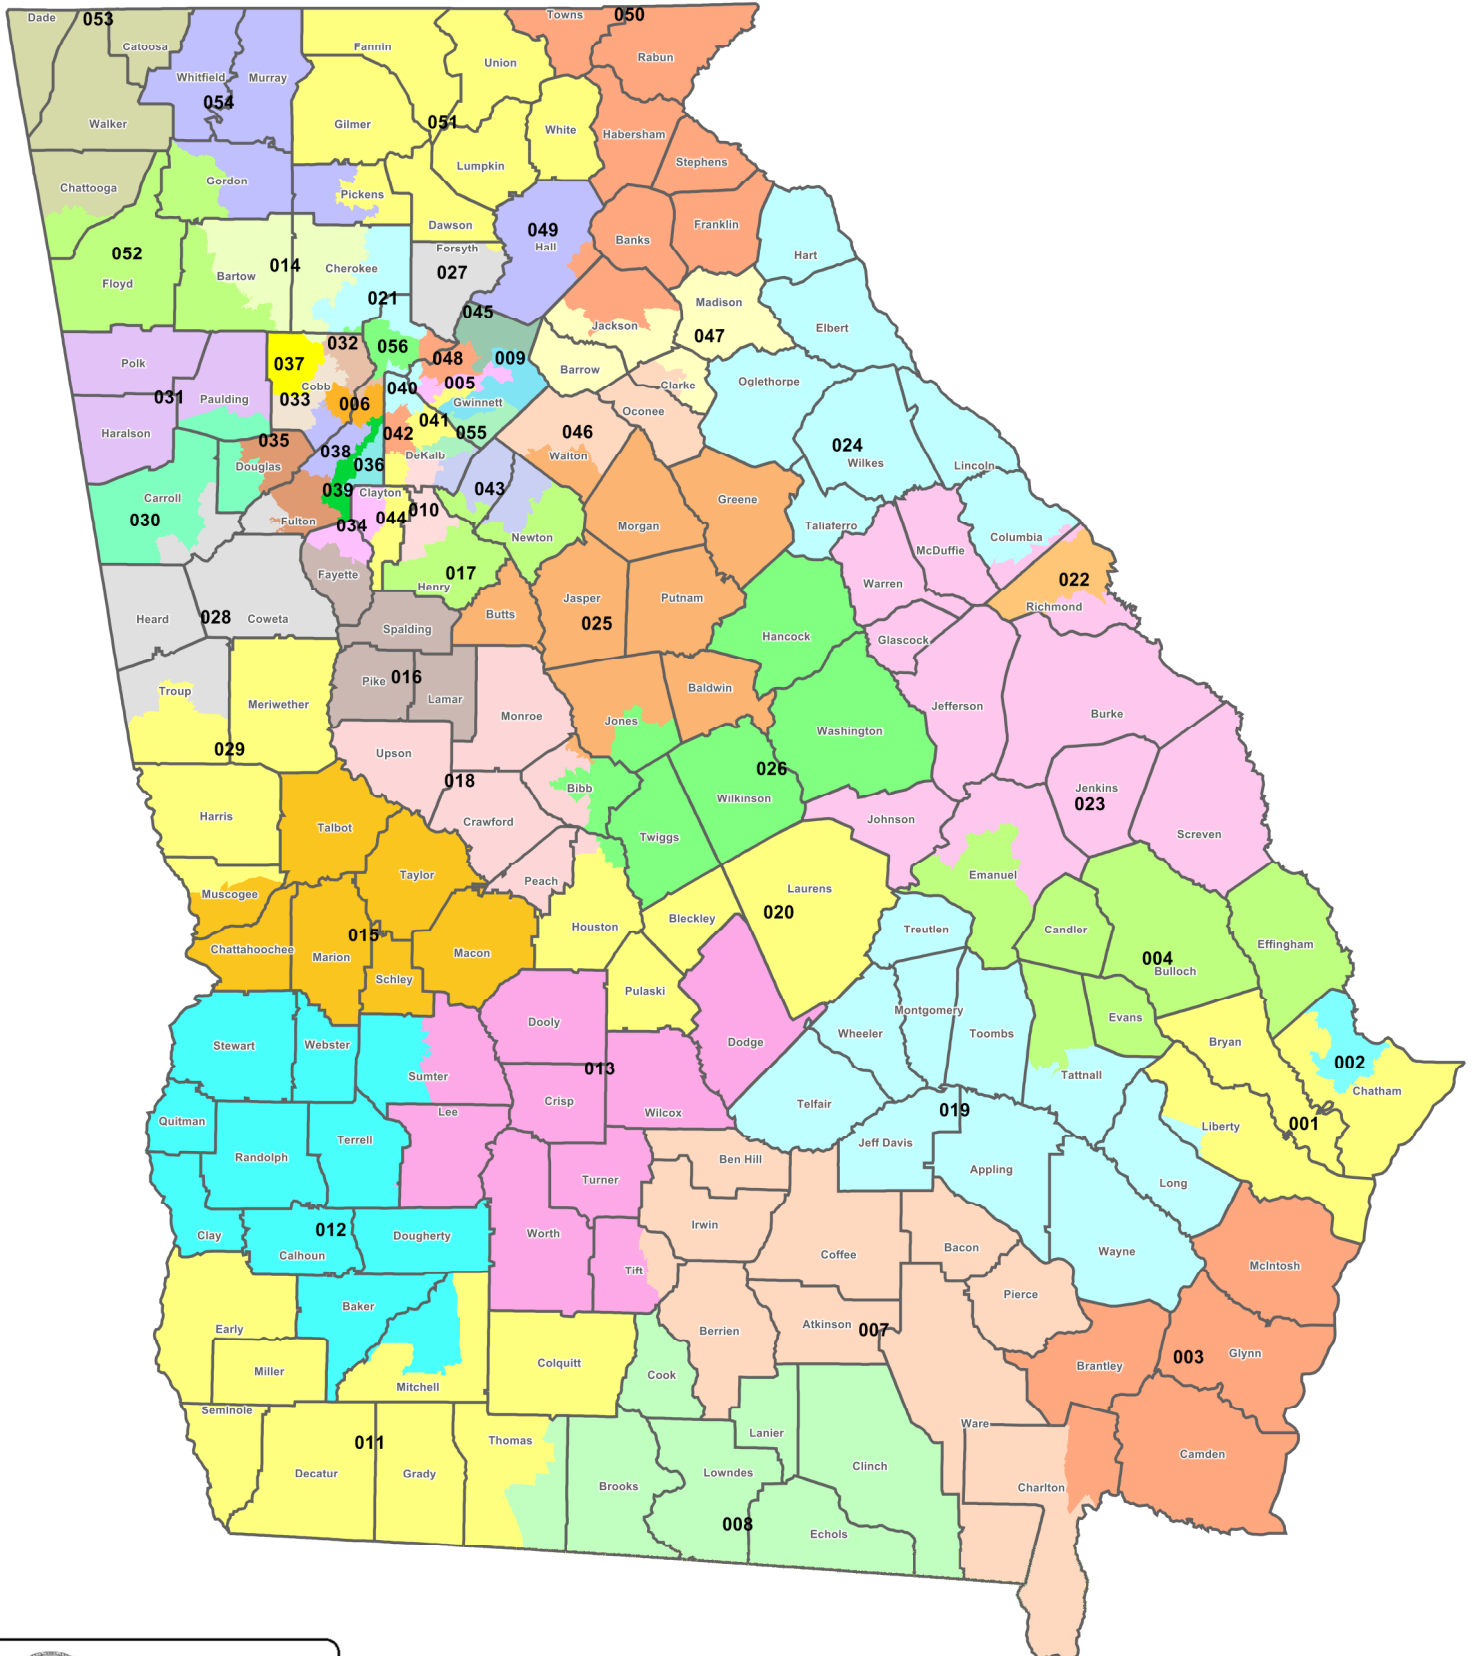 Dade
053
Catoosa
Whitfield
Murray
054
Walker
Chattooga
Fannin
Union
Towns
050
Rabun
Gilmer
051
White
Habersham
Lumpkin
Stephens
Gordon
Pickens
Dawson
049
Hall
Banks
Franklin
Hart
052
Floyd
Bartow
014
Cherokee
021
Forsyth
027
045
Jackson
Madison
047
Elbert
Polk
031
Paulding
Haralson
037
032
Cobb
033
006
056
048
009
040
005
Gwinnett
041
042
055
DeKalb
Barrow
Clarke
Oconee
Oglethorpe
046
Walton
024
Wilkes
Lincoln
035
Douglas
038
036
039
Carroll
030
Fulton
Clayton
034
044
010
043
Newton
Morgan
Greene
Taliaferro
Columbia
McDuffie
Warren
022
Richmond
Heard
028
Coweta
Fayette
017
Henry
Spalding
Butts
Jasper
025
Putnam
Hancock
Glascock
Troup
Meriwether
029
Pike
016
Lamar
Monroe
Jones
Baldwin
Washington
Jefferson
Burke
Upson
018
Crawford
Bibb
026
Wilkinson
Twiggs
Johnson
Jenkins
023
Screven
Harris
Talbot
Taylor
Peach
Muscogee
Chattahoochee
Marion
015
Schley
Macon
Houston
Bleckley
Laurens
020
Emanuel
Treutlen
Candler
004
Bulloch
Effingham
Pulaski
Stewart
Webster
Sumter
Dooly
Dodge
Wheeler
Montgomery
Toombs
Evans
Tattnall
Bryan
002
Chatham
013
Crisp
Wilcox
Telfair
019
Quitman
Randolph
Terrell
Lee
Turner
Ben Hill
Jeff Davis
Appling
Liberty
001
Long
Clay
012
Calhoun
Dougherty
Worth
Tift
Irwin
Coffee
Bacon
Wayne
McIntosh
Early
Baker
Miller
Mitchell
Colquitt
Berrien
Atkinson
007
Pierce
Brantley
003
Glynn
Cook
Seminole
011
Decatur
Grady
Thomas
Brooks
Lanier
Lowndes
008
Clinch
Echols
Ware
Charlton
Camden